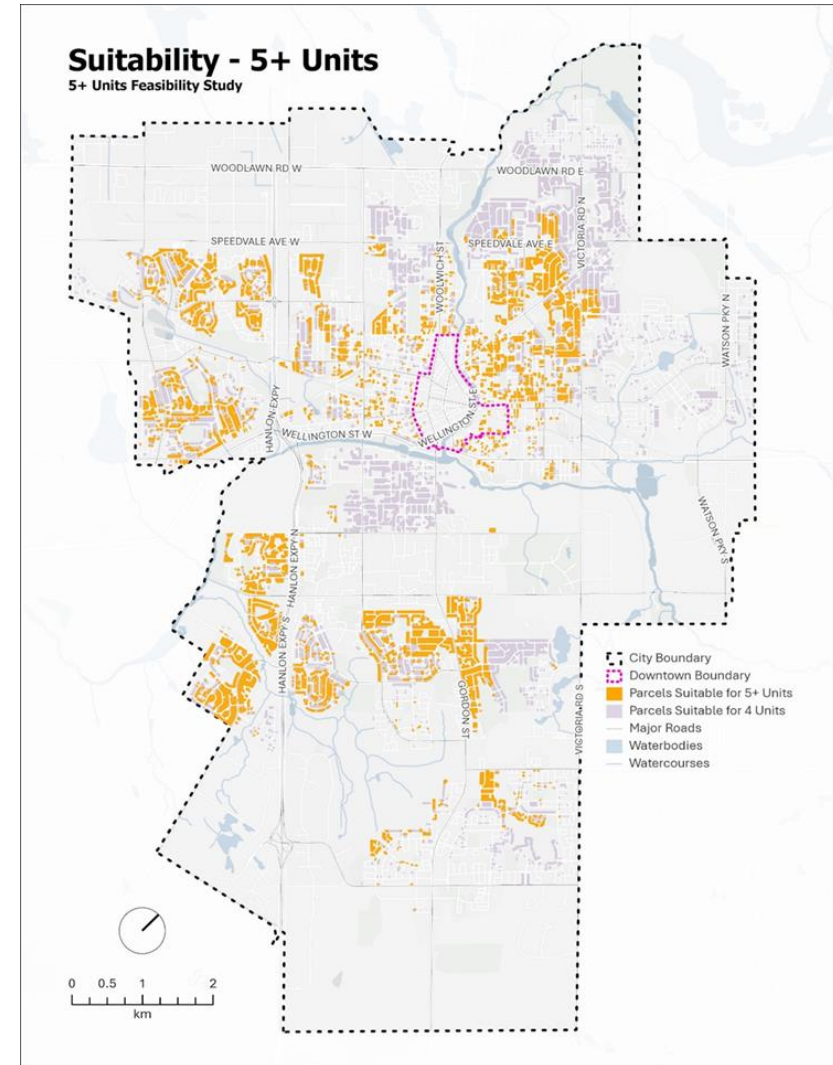 Suitability - 5+ Units
5+ Units Feasibility Study
WOODLAWN RD W
WOODLAWN RD E
SPEEDVALE AVE W
SPEEDVALE AVE E
VICTORIA RD N
WOOLWICH ST
WATSON PKY N
HANLON EXPY
WELLINGTON ST W
WELLINGTON ST E
WATSON PKY S
HANLON EXPY N
HANLON EXPY S
GORDON ST
VICTORIA RD S
City Boundary
Downtown Boundary
Parcels Suitable for 5+ Units
Parcels Suitable for 4 Units
Major Roads
Waterbodies
Watercourses
0 0.5 1 2
km